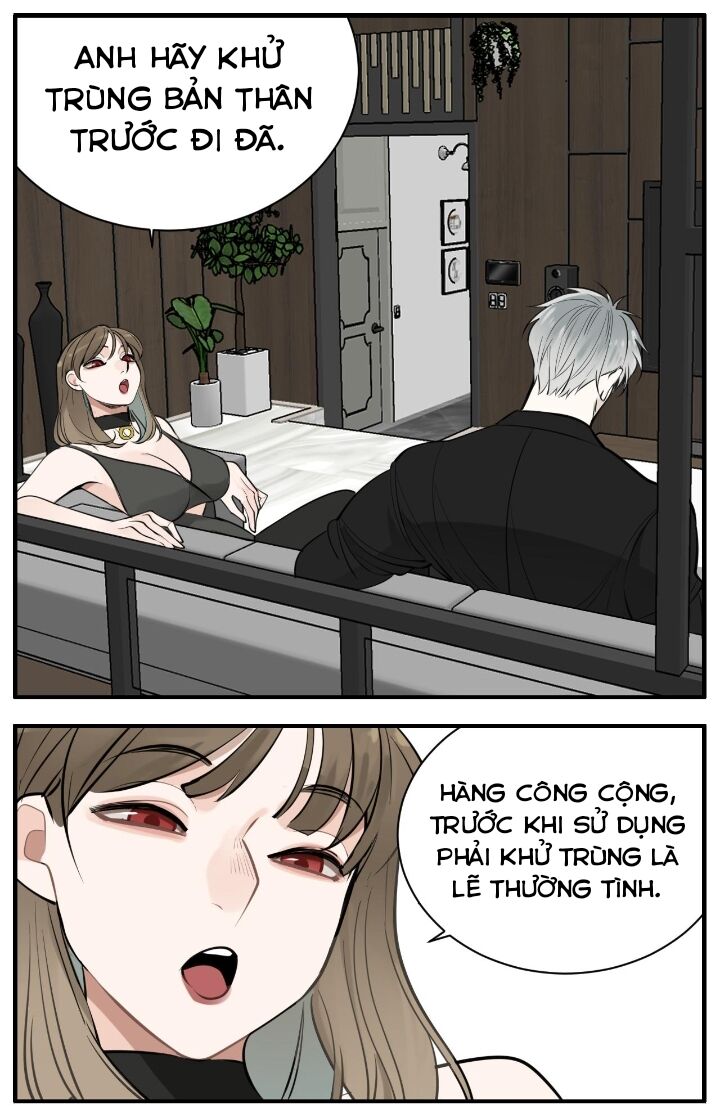 ANH HÃY KHỬ
TRÙNG BẢN THÂN
TRƯỚC ĐI ĐÃ.
HÀNG CÔNG CỘNG,
TRƯỚC KHI SỬ DỤNG
PHẢI KHỬ TRÙNG LÀ
LẼ THƯỜNG TÌNH.